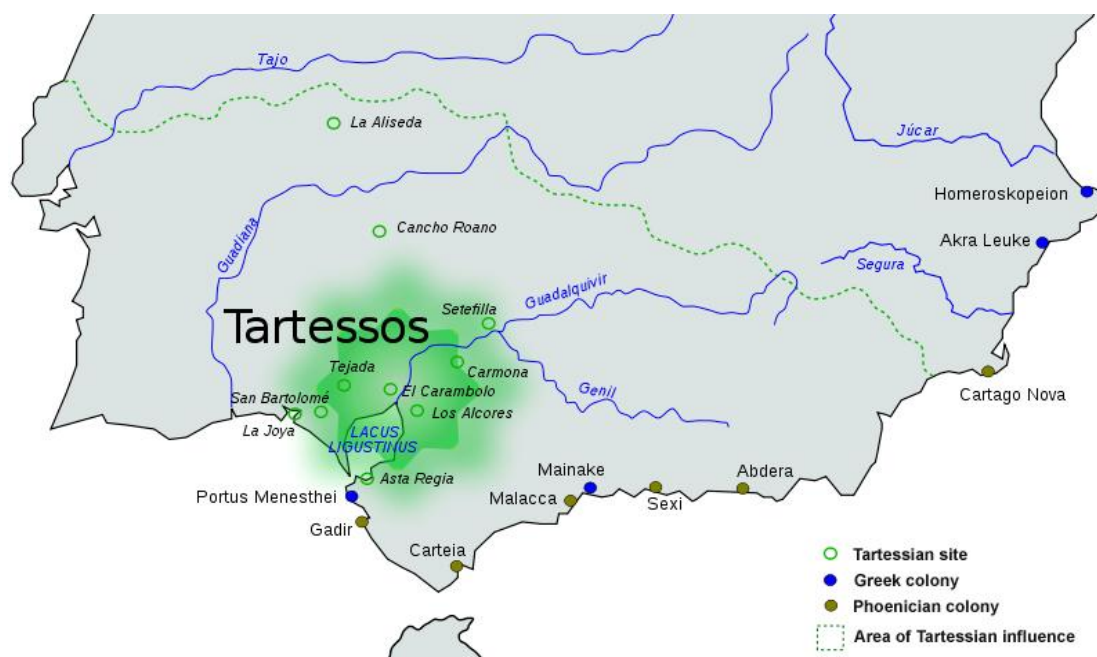 Tajo
La Aliseda
Júcar
Homeroskopeion
Guadiana
Cancho Roano
Akra Leuke
Segura
Guadalquivir
Setefilla
Tartessos
Tejada
Carmona
Cartago Nova
El Carambolo
Genil
San Bartolomé
Los Alcores
La Joya
LACUS
LIGUSTINUS
Asta Regia
Mainake
Abdera
Portus Menesthei
Malacca
Sexi
Gadir
Carteia
Tartessian site
Greek colony
Phoenician colony
Area of Tartessian influence